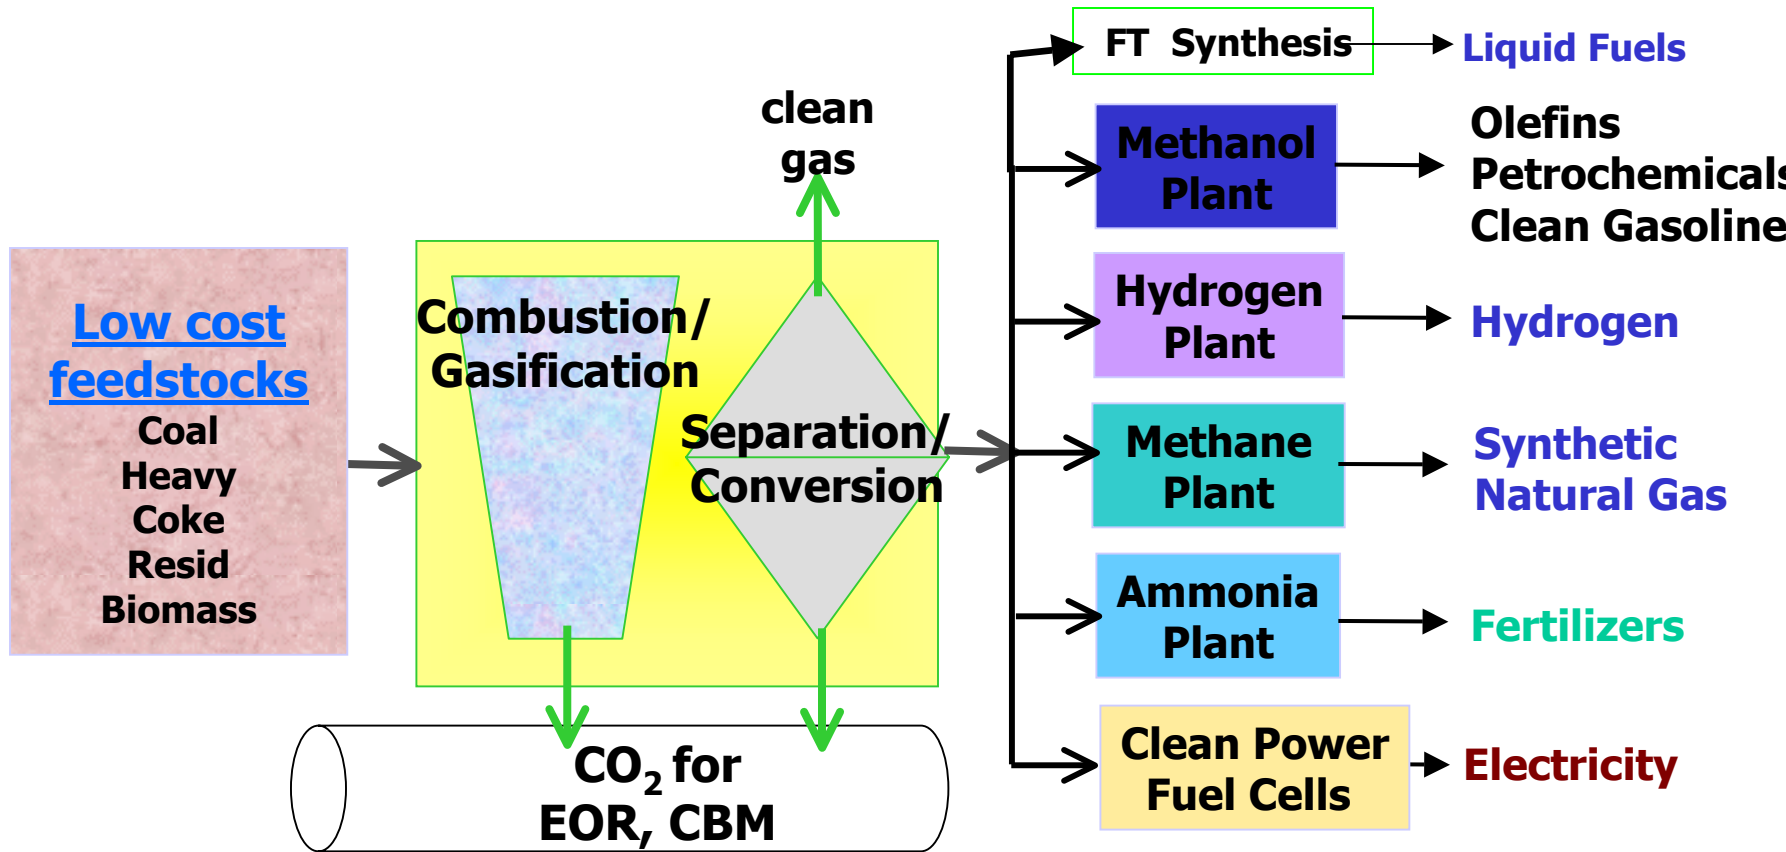 Low cost
feedstocks
Coal
Heavy
Coke
Resid
Biomass
clean
gas
Combustion/
Gasification
Separation/
Conversion
CO₂ for
EOR, CBM
FT Synthesis
Liquid Fuels
Methanol
Plant
Olefins
Petrochemicals
Clean Gasoline
Hydrogen
Plant
Hydrogen
Methane
Plant
Synthetic
Natural Gas
Ammonia
Plant
Fertilizers
Clean Power
Fuel Cells
Electricity